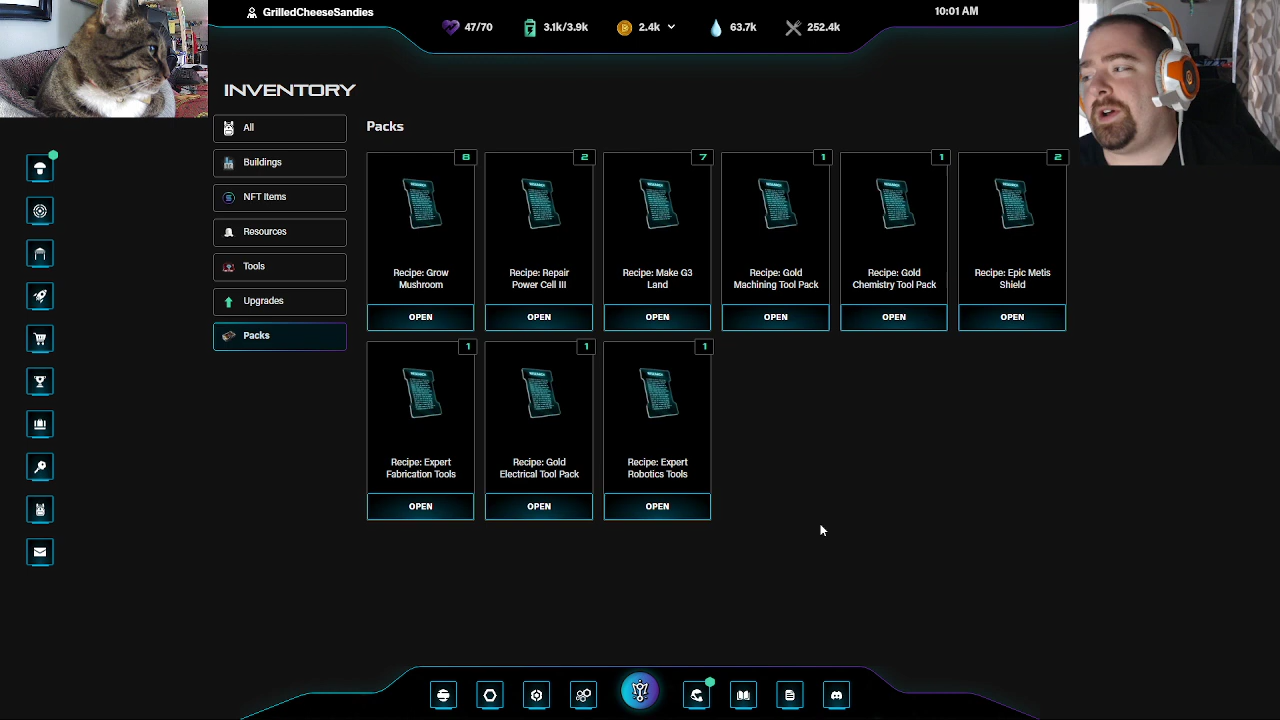 GrilledCheeseSandies
47/70
3.1k/3.9k
2.4k
63.7k
252.4k
10:01 AM
INVENTORY
All
Buildings
NFT Items
Resources
Tools
Upgrades
Packs
Packs
8
2
7
1
1
2
Recipe: Grow
Mushroom
Recipe: Repair
Power Cell III
Recipe: Make G3
Land
Recipe: Gold
Machining Tool Pack
Recipe: Gold
Chemistry Tool Pack
Recipe: Epic Metis
Shield
OPEN
OPEN
OPEN
OPEN
OPEN
OPEN
1
1
1
Recipe: Expert
Fabrication Tools
Recipe: Gold
Electrical Tool Pack
Recipe: Expert
Robotics Tools
OPEN
OPEN
OPEN